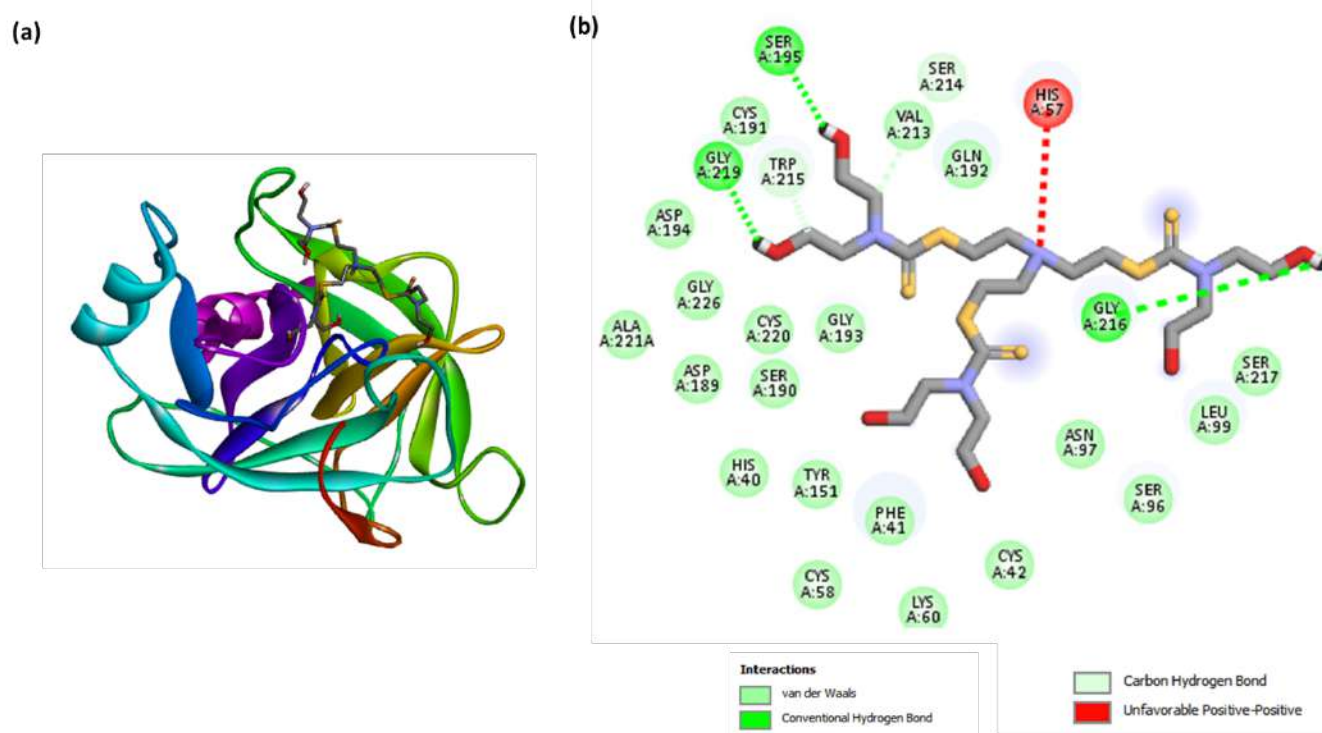 (a)
(b)
SER
A:195
SER
A:214
HIS
A:57
CYS
A:191
VAL
A:213
GLN
A:192
GLY
A:219
TRP
A:215
ASP
A:194
GLY
A:226
CYS
A:220
GLY
A:193
ALA
A:221A
ASP
A:189
SER
A:190
GLY
A:216
SER
A:217
LEU
A:99
ASN
A:97
SER
A:96
HIS
A:40
TYR
A:151
PHE
A:41
CYS
A:42
CYS
A:58
LYS
A:60
Interactions
van der Waals
Conventional Hydrogen Bond
Carbon Hydrogen Bond
Unfavorable Positive-Positive